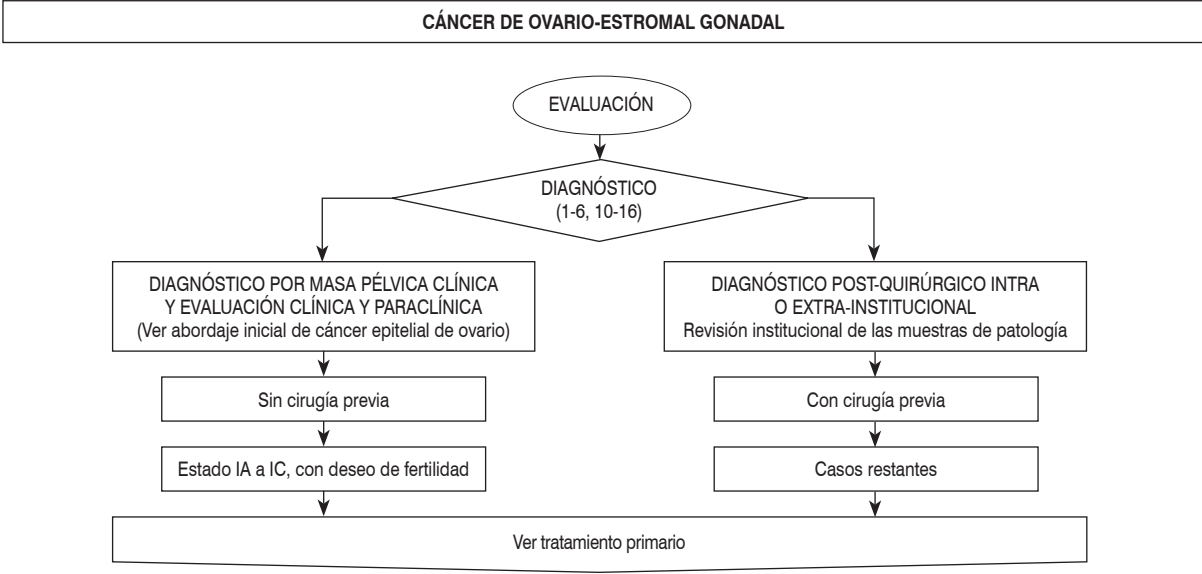 CÁNCER DE OVARIO-ESTROMAL GONADAL
EVALUACIÓN
DIAGNÓSTICO
(1-6, 10-16)
DIAGNÓSTICO POR MASA PÉLVICA CLÍNICA
Y EVALUACIÓN CLÍNICA Y PARACLÍNICA
(Ver abordaje inicial de cáncer epitelial de ovario)
Sin cirugía previa
Estado IA a IC, con deseo de fertilidad
DIAGNÓSTICO POST-QUIRÚRGICO INTRA
O EXTRA-INSTITUCIONAL
Revisión institucional de las muestras de patología
Con cirugía previa
Casos restantes
Ver tratamiento primario